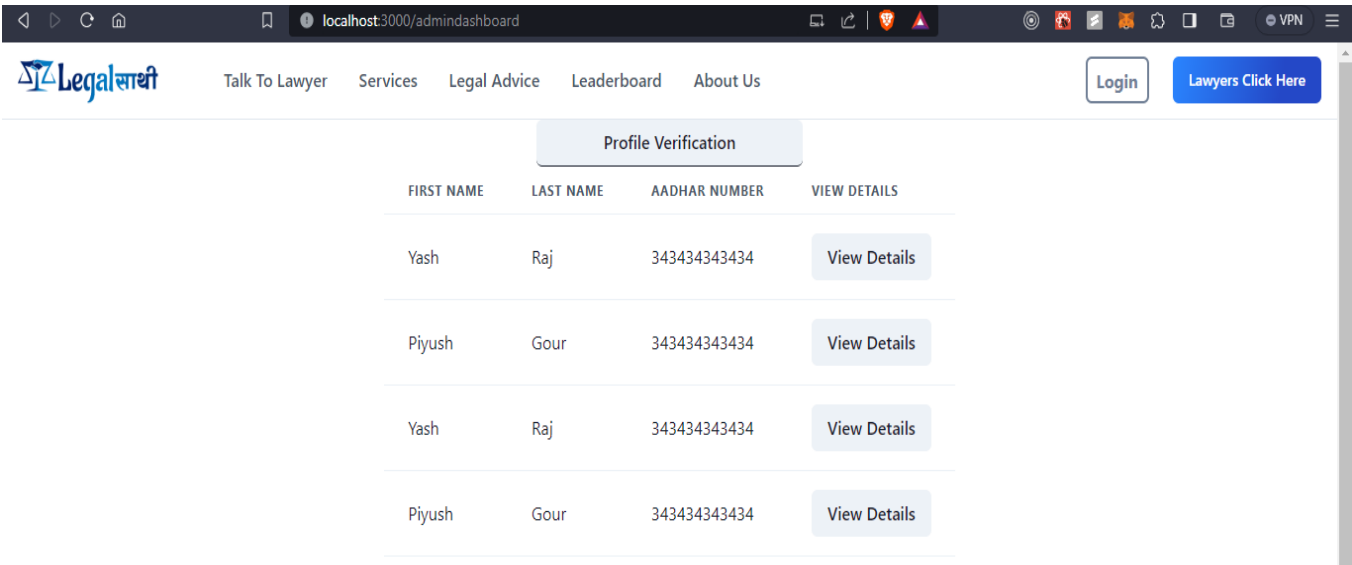 localhost:3000/admindashboard VPN
Legalसाथी Talk To Lawyer Services Legal Advice Leaderboard About Us Login Lawyers Click Here
Profile Verification
FIRST NAME LAST NAME AADHAR NUMBER VIEW DETAILS
Yash Raj 343434343434 View Details
Piyush Gour 343434343434 View Details
Yash Raj 343434343434 View Details
Piyush Gour 343434343434 View Details